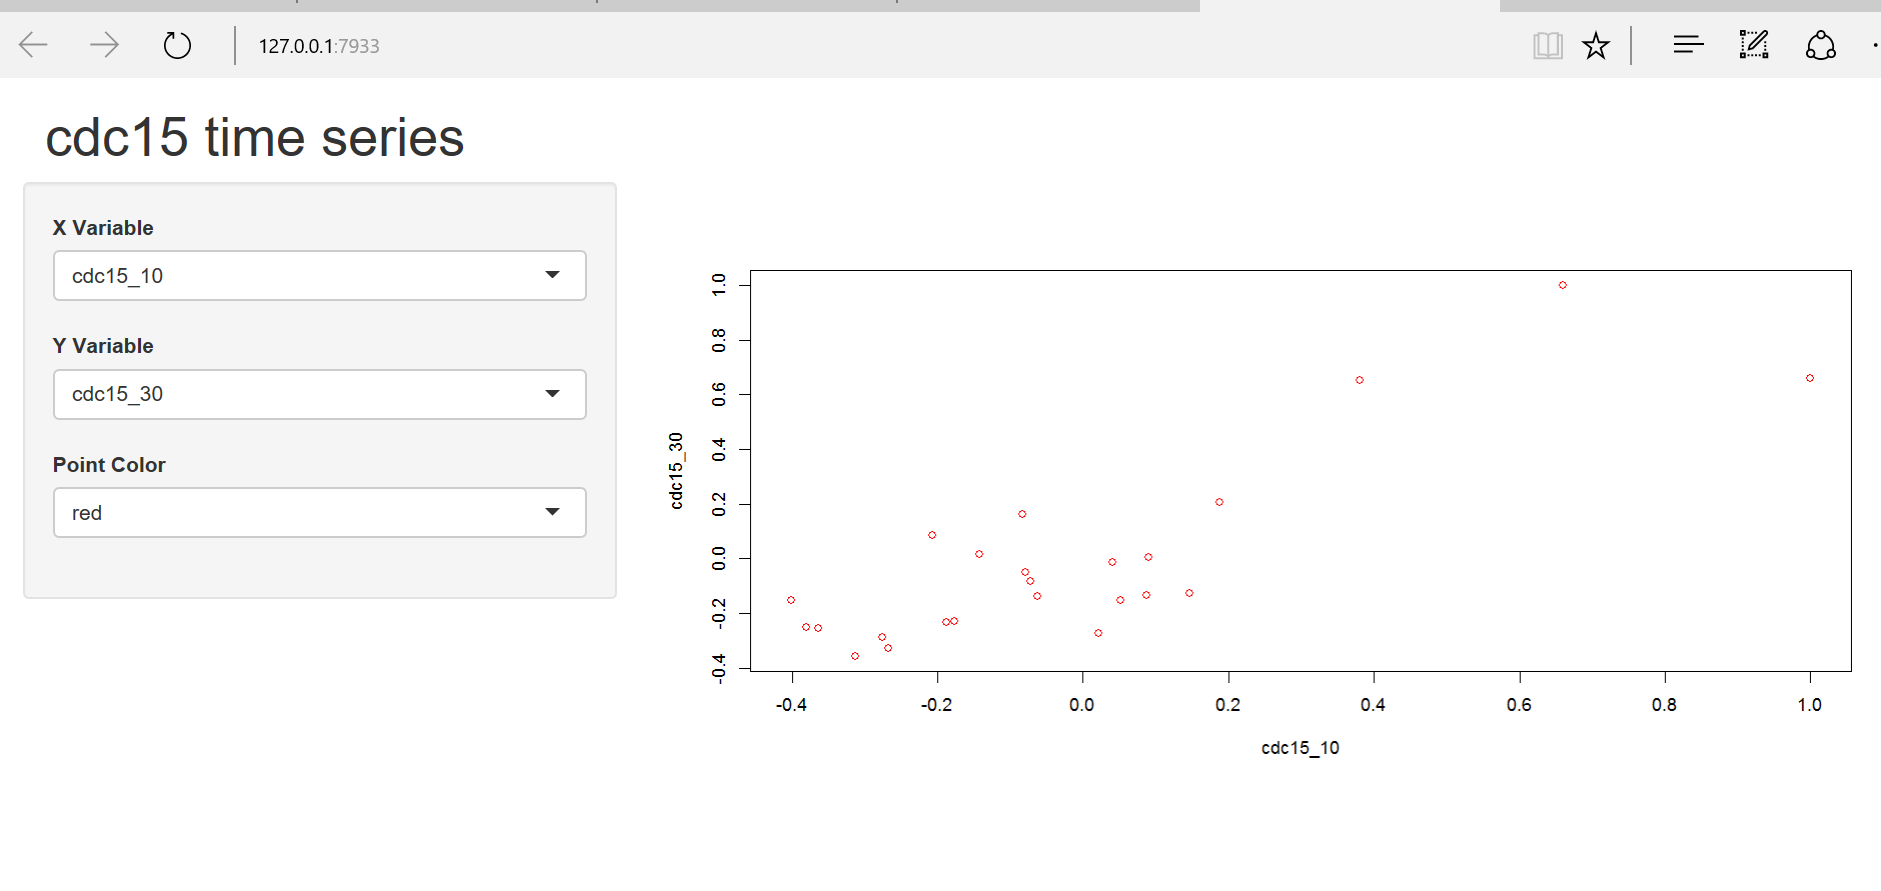 127.0.0.1:7933
cdc15 time series
X Variable
cdc15_10
Y Variable
cdc15_30
Point Color
red
cdc15_30
1.0
0.8
0.6
0.4
0.2
0.0
-0.2
-0.4
-0.4 -0.2 0.0 0.2 0.4 0.6 0.8 1.0
cdc15_10